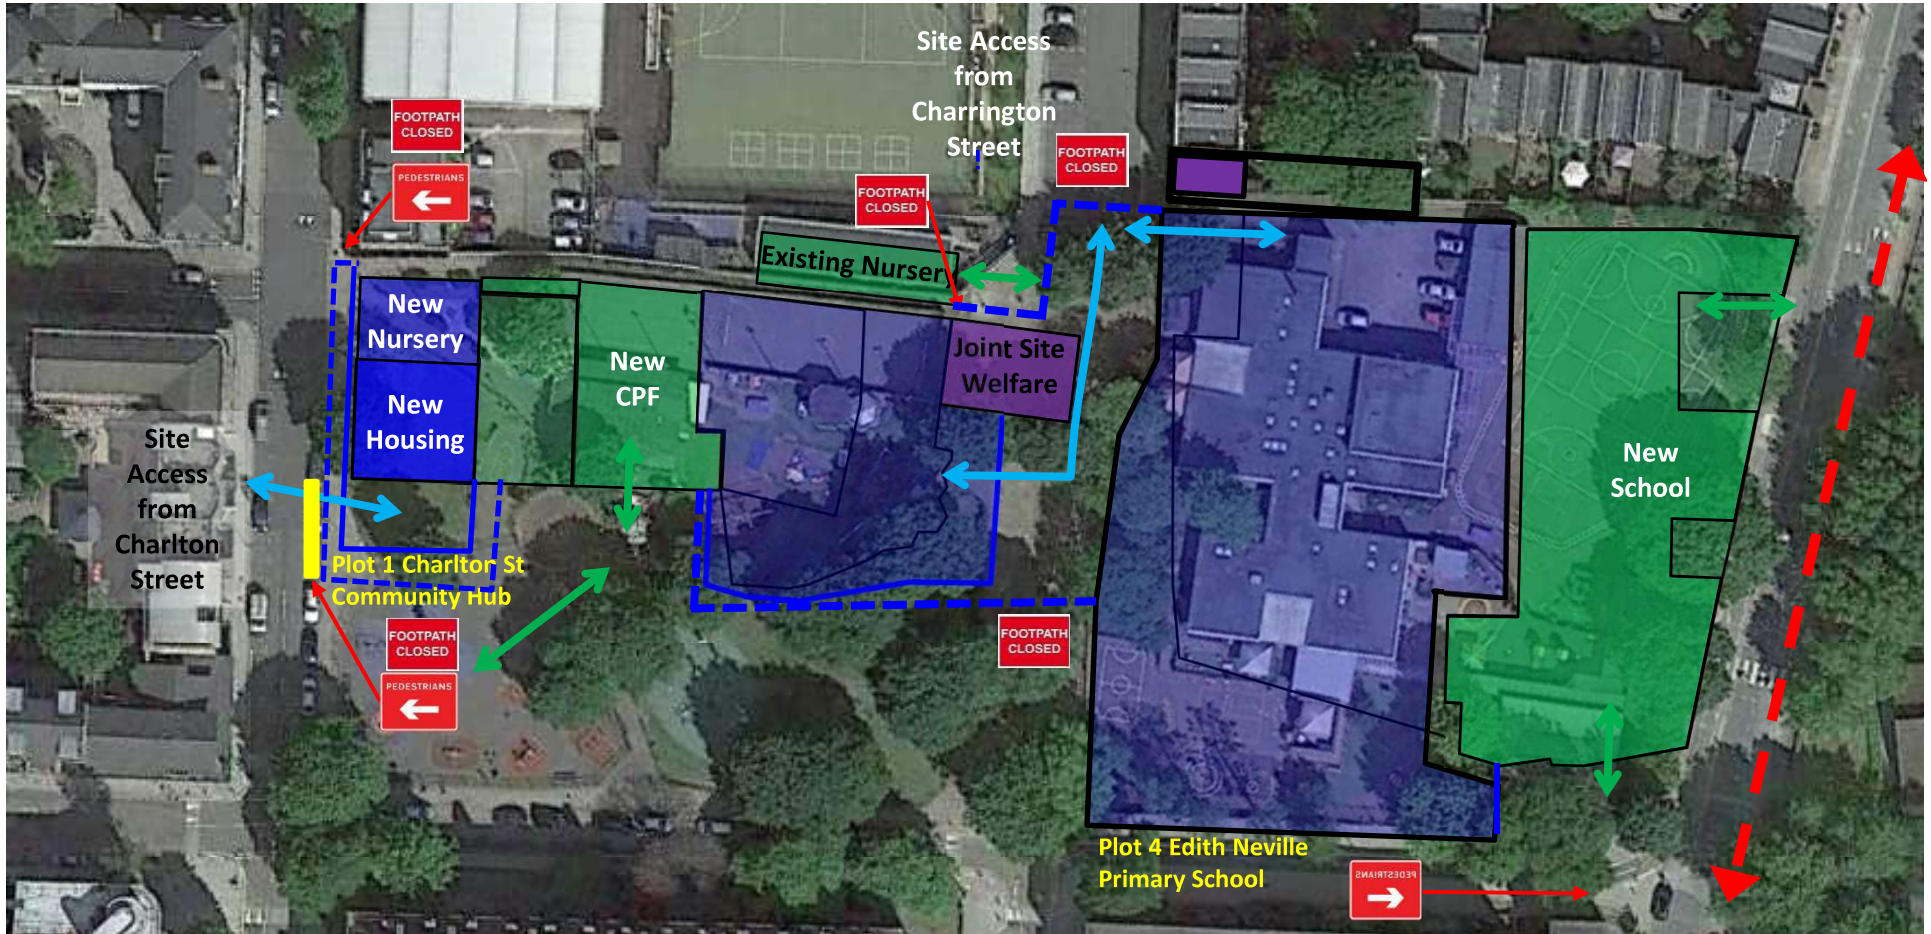 Site Access
from
Charrington
Street
FOOTPATH
CLOSED
PEDESTRIANS
FOOTPATH
CLOSED
FOOTPATH
CLOSED
Existing Nursery
New
Nursery
New
Housing
New
CPF
Joint Site
Welfare
New
School
Site
Access
from
Charlton
Street
Plot 1 Charlton St
Community Hub
FOOTPATH
CLOSED
PEDESTRIANS
FOOTPATH
CLOSED
Plot 4 Edith Neville
Primary School
PEDESTRIANS